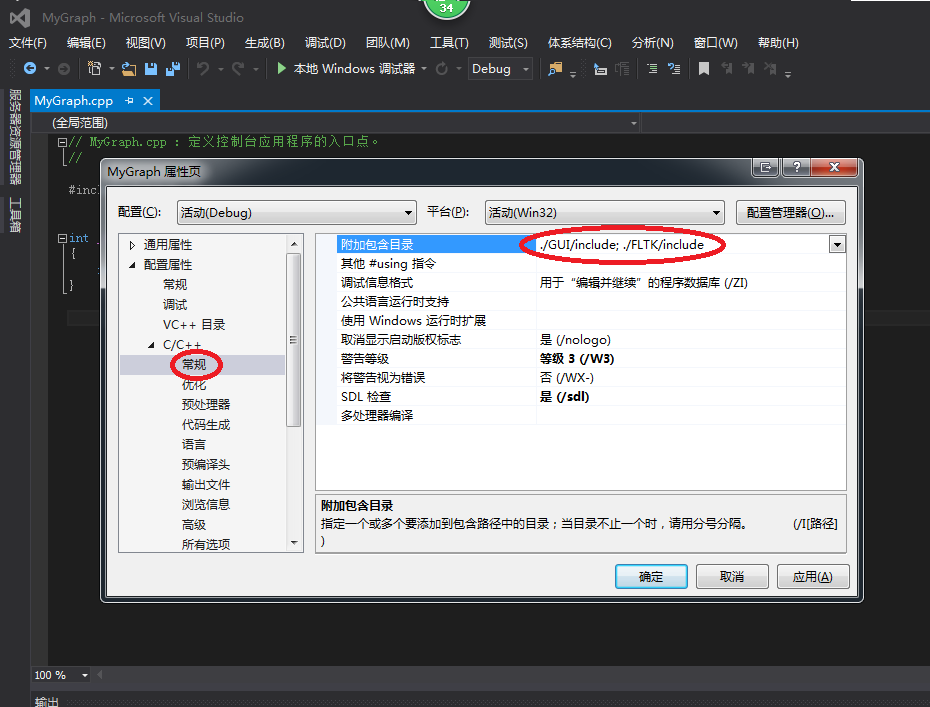 34
MyGraph - Microsoft Visual Studio
文件(F) 编辑(E) 视图(V) 项目(P) 生成(B) 调试(D) 团队(M) 工具(T) 测试(S) 体系结构(C) 分析(N) 窗口(W) 帮助(H)
本地 Windows 调试器 Debug
服务器资源管理器
工具箱
MyGraph.cpp
(全局范围)
// MyGraph.cpp : 定义控制台应用程序的入口点。
//
#incl
int
{
}
MyGraph 属性页
配置(C): 活动(Debug) 平台(P): 活动(Win32) 配置管理器(O)...
通用属性
配置属性
常规
调试
VC++ 目录
C/C++
常规
优化
预处理器
代码生成
语言
预编译头
输出文件
浏览信息
高级
所有选项
附加包含目录 ./GUI/include; ./FLTK/include
其他 #using 指令
调试信息格式 用于“编辑并继续”的程序数据库 (/ZI)
公共语言运行时支持
使用 Windows 运行时扩展
取消显示启动版权标志 是 (/nologo)
警告等级 等级 3 (/W3)
将警告视为错误 否 (/WX-)
SDL 检查 是 (/sdl)
多处理器编译
附加包含目录
指定一个或多个要添加到包含路径中的目录；当目录不止一个时，请用分号分隔。 (/I[路径]
)
确定 取消 应用(A)
100 %
输出